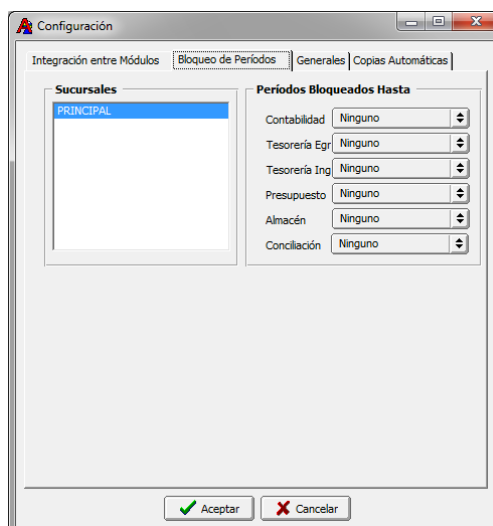 Configuración
Integración entre Módulos Bloqueo de Períodos Generales Copias Automáticas
Sucursales
PRINCIPAL
Períodos Bloqueados Hasta
Contabilidad Ninguno
Tesorería Egr Ninguno
Tesorería Ing Ninguno
Presupuesto Ninguno
Almacén Ninguno
Conciliación Ninguno
Aceptar Cancelar